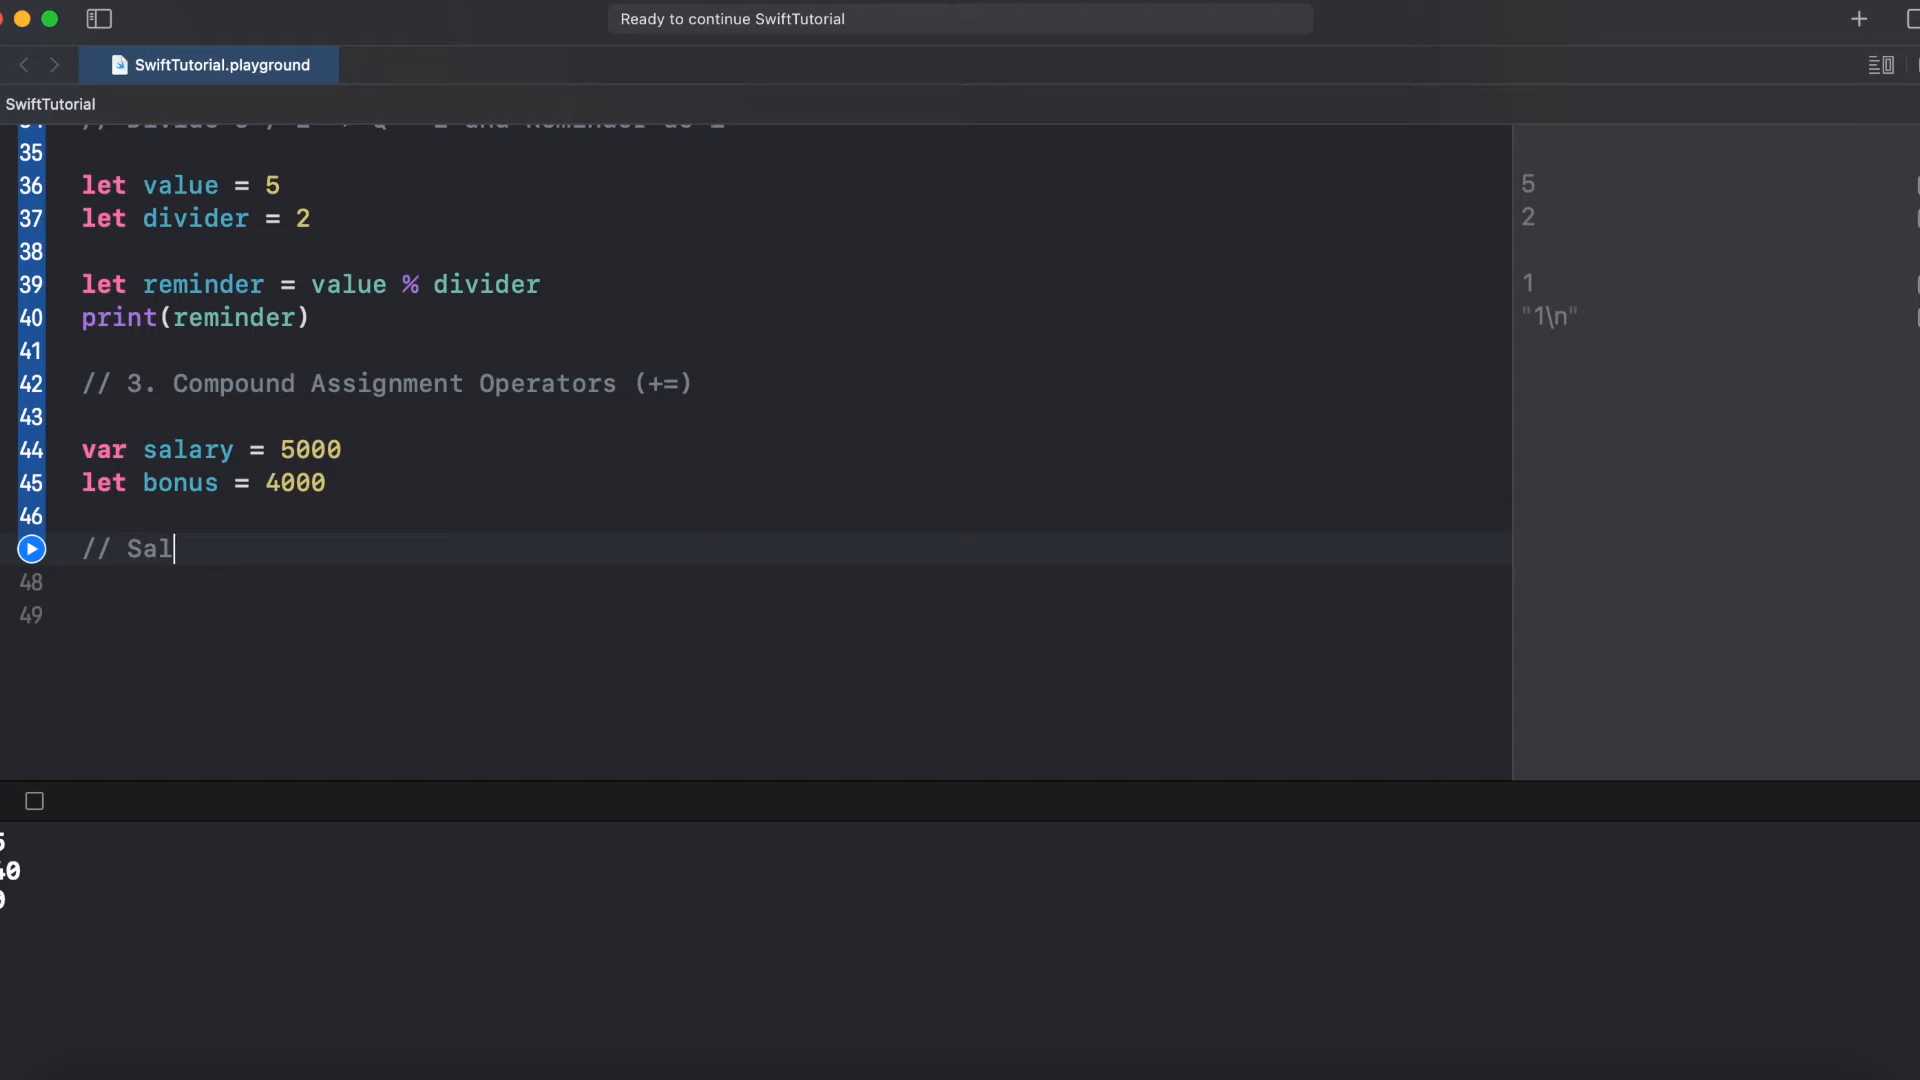 Ready to continue SwiftTutorial
SwiftTutorial.playground
SwiftTutorial
35
36 let value = 5 5
37 let divider = 2 2
38
39 let reminder = value % divider 1
40 print(reminder) "1\n"
41
42 // 3. Compound Assignment Operators (+=)
43
44 var salary = 5000
45 let bonus = 4000
46
// Sal
48
49
40